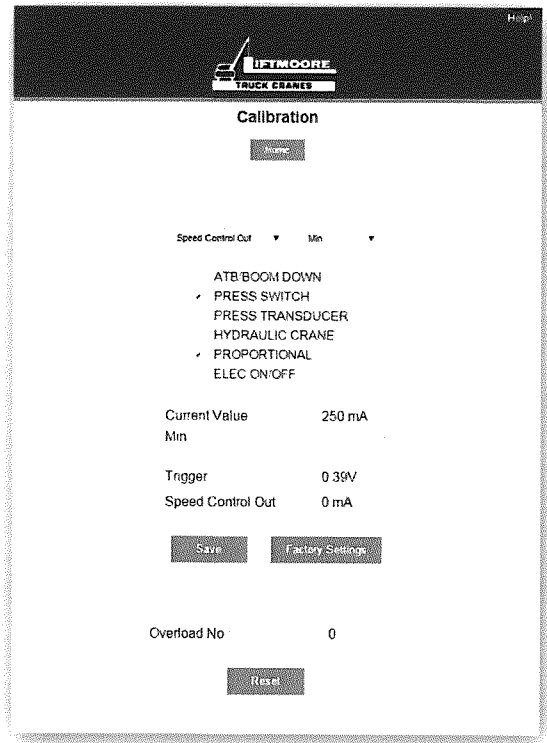 Help!
LIFTMOORE
TRUCK CRANES
Calibration
Home
Speed Control Out ▼ Min ▼
ATB/BOOM DOWN
✓ PRESS SWITCH
PRESS TRANSDUCER
HYDRAULIC CRANE
✓ PROPORTIONAL
ELEC ON/OFF
Current Value 250 mA
Min
Trigger 0.39V
Speed Control Out 0 mA
Save Factory Settings
Overload No 0
Reset